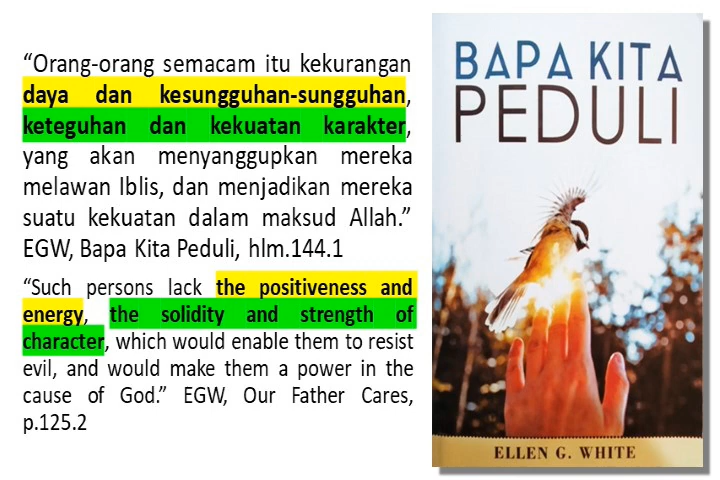 “Orang-orang semacam itu kekurangan
daya dan kesungguhan-sungguhan,
keteguhan dan kekuatan karakter,
yang akan menyanggupkan mereka
melawan Iblis, dan menjadikan mereka
suatu kekuatan dalam maksud Allah.”
EGW, Bapa Kita Peduli, hlm.144.1
“Such persons lack the positiveness and
energy, the solidity and strength of
character, which would enable them to resist
evil, and would make them a power in the
cause of God.” EGW, Our Father Cares,
p.125.2
BAPA KITA
PEDULI
ELLEN G. WHITE